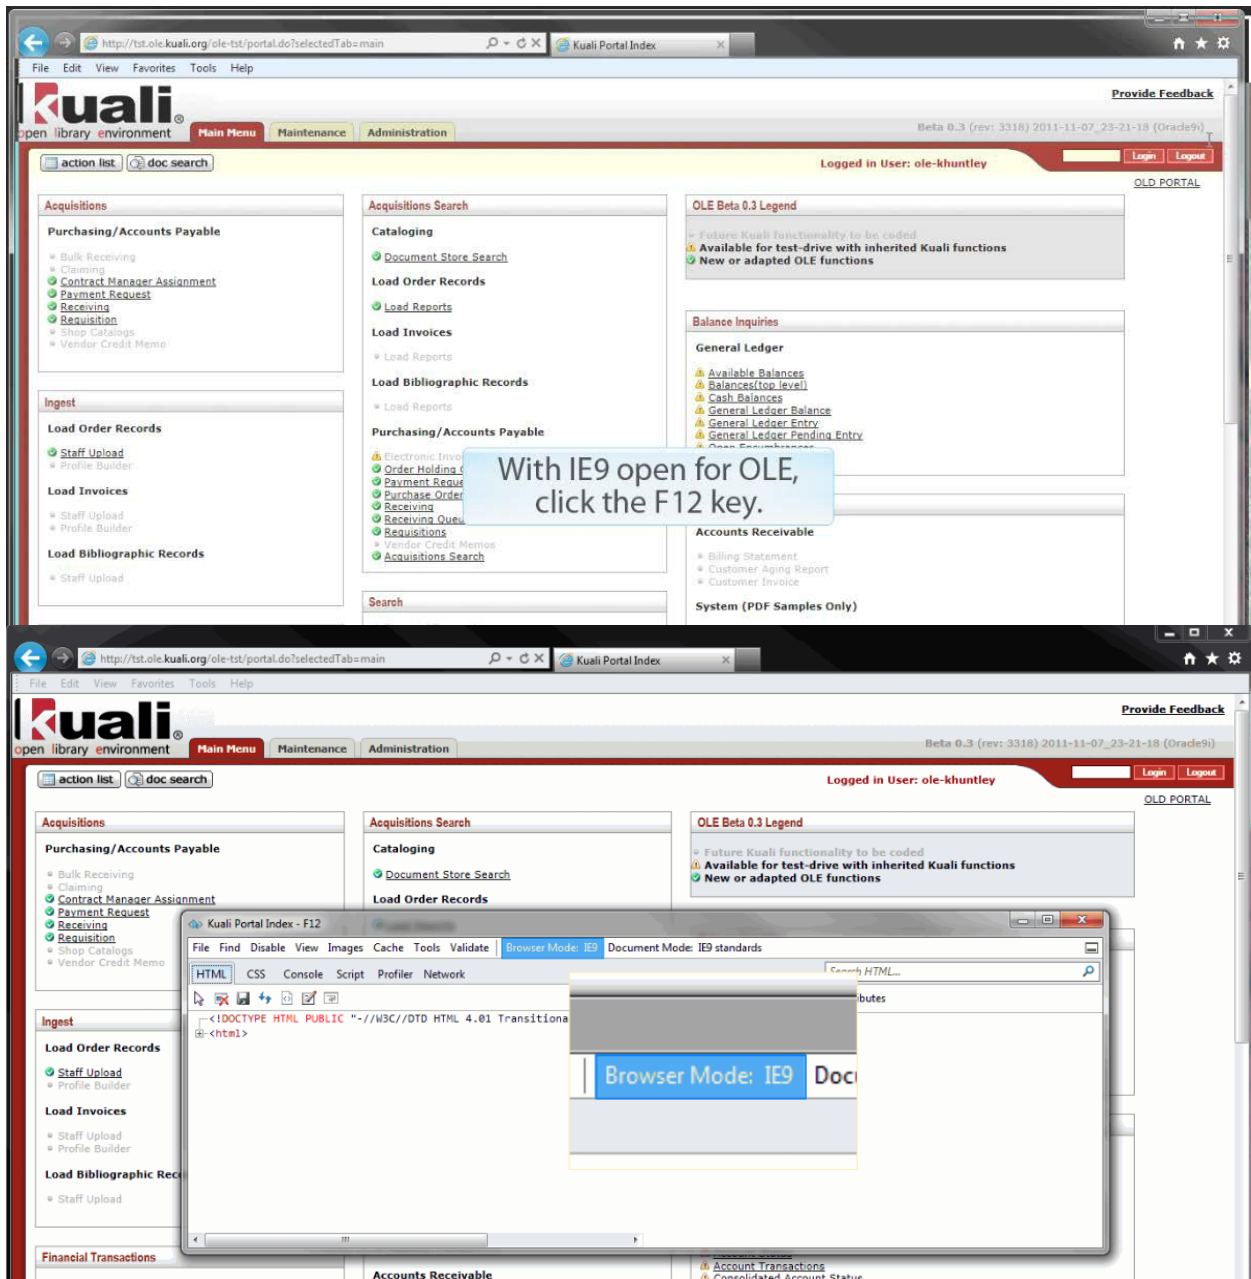 http://tst.ole.kuali.org/ole-tst/portal.do?selectedTab=main
Kuali Portal Index
File Edit View Favorites Tools Help
Provide Feedback
kuali®
open library environment
Main Menu
Maintenance
Administration
Beta 0.3 (rev: 3318) 2011-11-07_23-21-18 (Oracle9i)
action list
doc search
Logged in User: ole-khuntley
Login
Logout
OLD PORTAL
Acquisitions
Purchasing/Accounts Payable
Bulk Receiving
Claiming
Contract Manager Assignment
Payment Request
Receiving
Requisition
Shop Catalogs
Vendor Credit Memo
Ingest
Load Order Records
Staff Upload
Profile Builder
Load Invoices
Staff Upload
Profile Builder
Load Bibliographic Records
Staff Upload
Acquisitions Search
Cataloging
Document Store Search
Load Order Records
Load Reports
Load Invoices
Load Reports
Load Bibliographic Records
Load Reports
Purchasing/Accounts Payable
Electronic
Order Holding
Payment
Purchase Order
Receiving
Receiving
Requisitions
Vendor Credit Memos
Acquisitions Search
Search
OLE Beta 0.3 Legend
Future Kuali functionality to be coded
Available for test-drive with inherited Kuali functions
New or adapted OLE functions
Balance Inquiries
General Ledger
Available Balances
Balances(top level)
Cash Balances
General Ledger Balance
General Ledger Entry
General Ledger Pending Entry
Open Encumbrances
With IE9 open for OLE,
click the F12 key.
Accounts Receivable
Billing Statement
Customer Aging Report
Customer Invoice
System (PDF Samples Only)
http://tst.ole.kuali.org/ole-tst/portal.do?selectedTab=main
Kuali Portal Index
File Edit View Favorites Tools Help
Provide Feedback
kuali®
open library environment
Main Menu
Maintenance
Administration
Beta 0.3 (rev: 3318) 2011-11-07_23-21-18 (Oracle9i)
action list
doc search
Logged in User: ole-khuntley
Login
Logout
OLD PORTAL
Acquisitions
Purchasing/Accounts Payable
Bulk Receiving
Claiming
Contract Manager Assignment
Payment Request
Receiving
Requisition
Shop Catalogs
Vendor Credit Memo
Ingest
Load Order Records
Staff Upload
Profile Builder
Load Invoices
Staff Upload
Profile Builder
Load Bibliographic
Staff Upload
Financial Transactions
Acquisitions Search
Cataloging
Document Store Search
Load Order Records
OLE Beta 0.3 Legend
Future Kuali functionality to be coded
Available for test-drive with inherited Kuali functions
New or adapted OLE functions
Kuali Portal Index - F12
File Find Disable View Images Cache Tools Validate Browser Mode: IE9 Document Mode: IE9 standards
HTML CSS Console Script Profiler Network
Search HTML...
<!DOCTYPE HTML PUBLIC "-//W3C//DTD HTML 4.01 Transitiona
<html>
Browser Mode: IE9
Accounts Receivable
Account Transactions
Consolidated Account Status